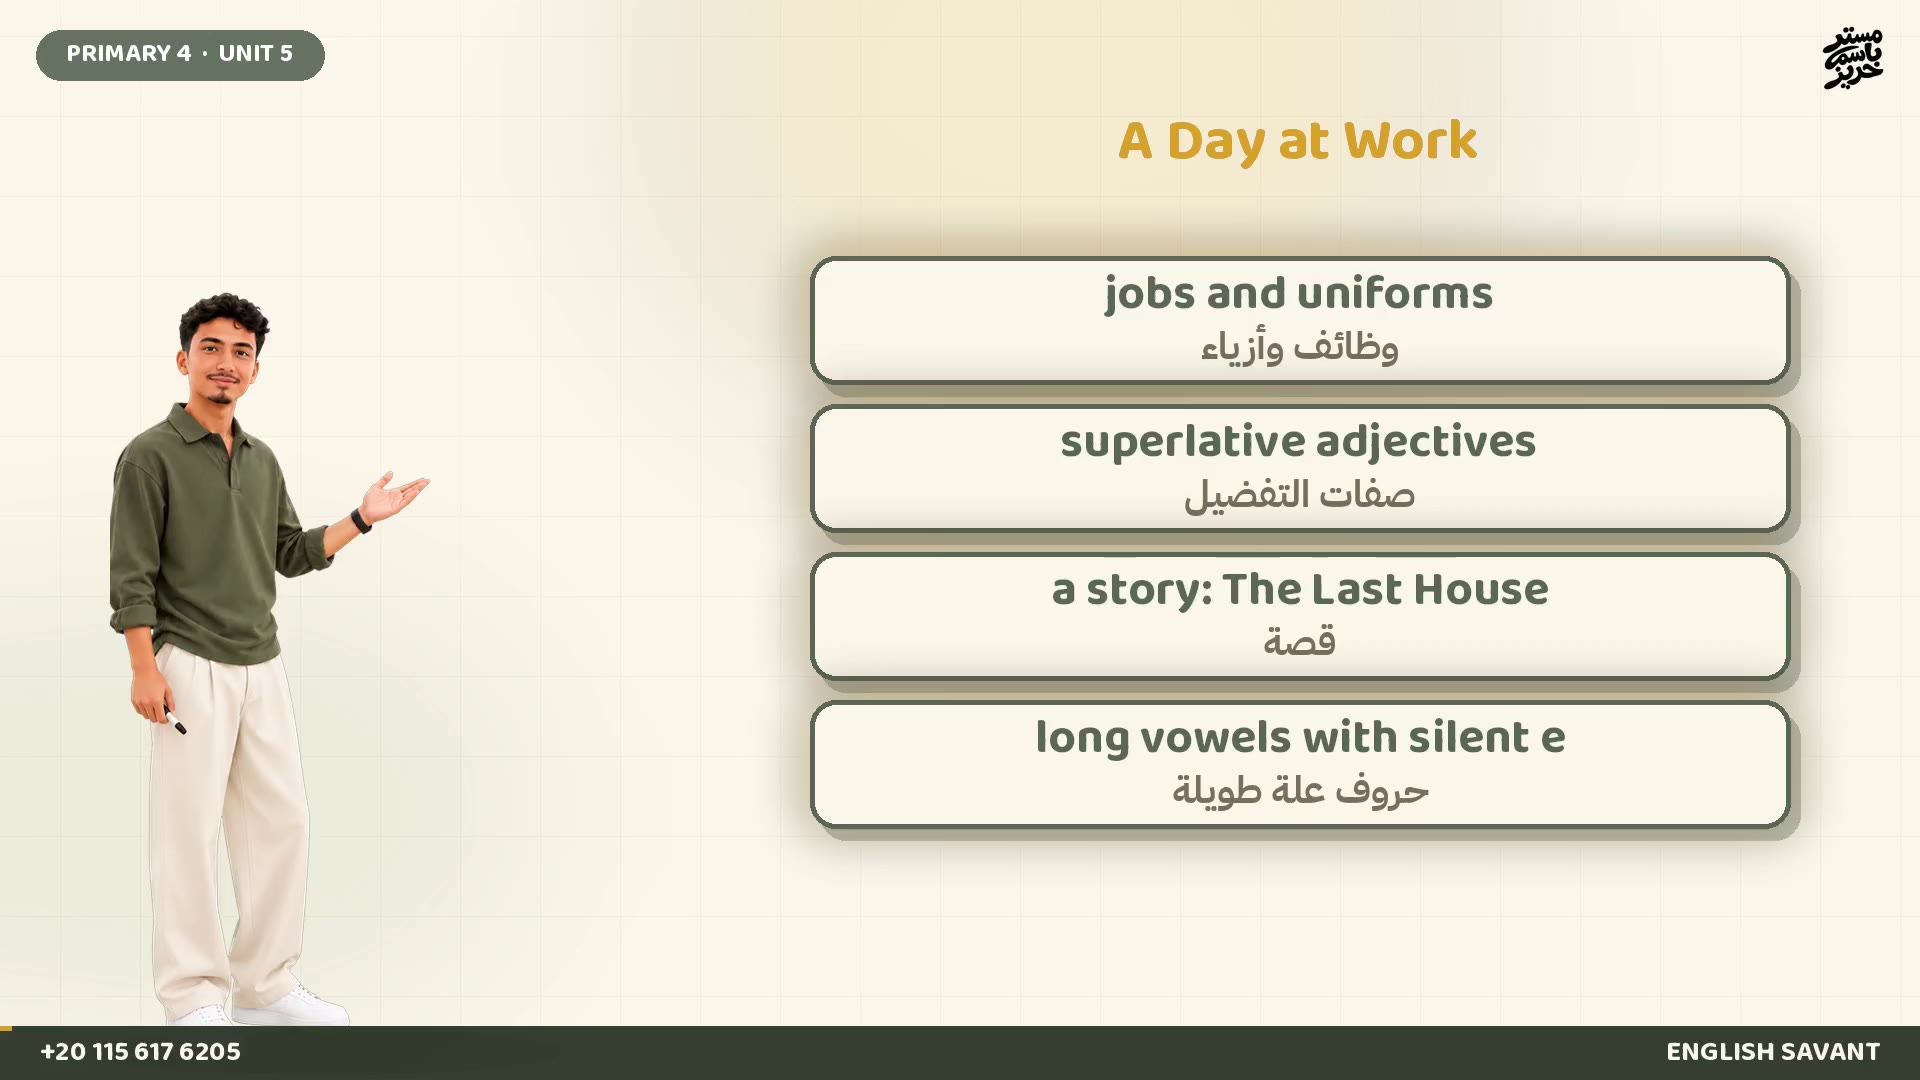 PRIMARY 4 · UNIT 5
مستر
باسم
خريز
A Day at Work
jobs and uniforms
وظائف وأزياء
superlative adjectives
صفات التفضيل
a story: The Last House
قصة
long vowels with silent e
حروف علة طويلة
+20 115 617 6205
ENGLISH SAVANT